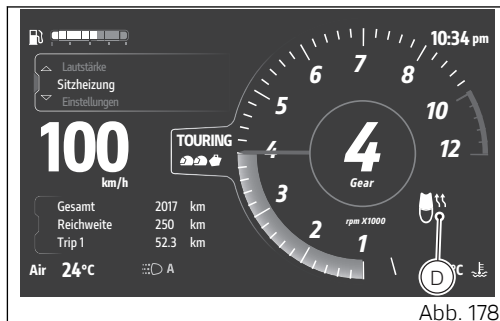 10:34 pm
Lautstärke
Sitzheizung
Einstellungen
100
km/h
TOURING
4
Gear
rpm X1000
1
2
3
4
5
6
7
8
10
12
Gesamt 2017 km
Reichweite 250 km
Trip 1 52.3 km
Air 24°C
A
D
°C
Abb. 178